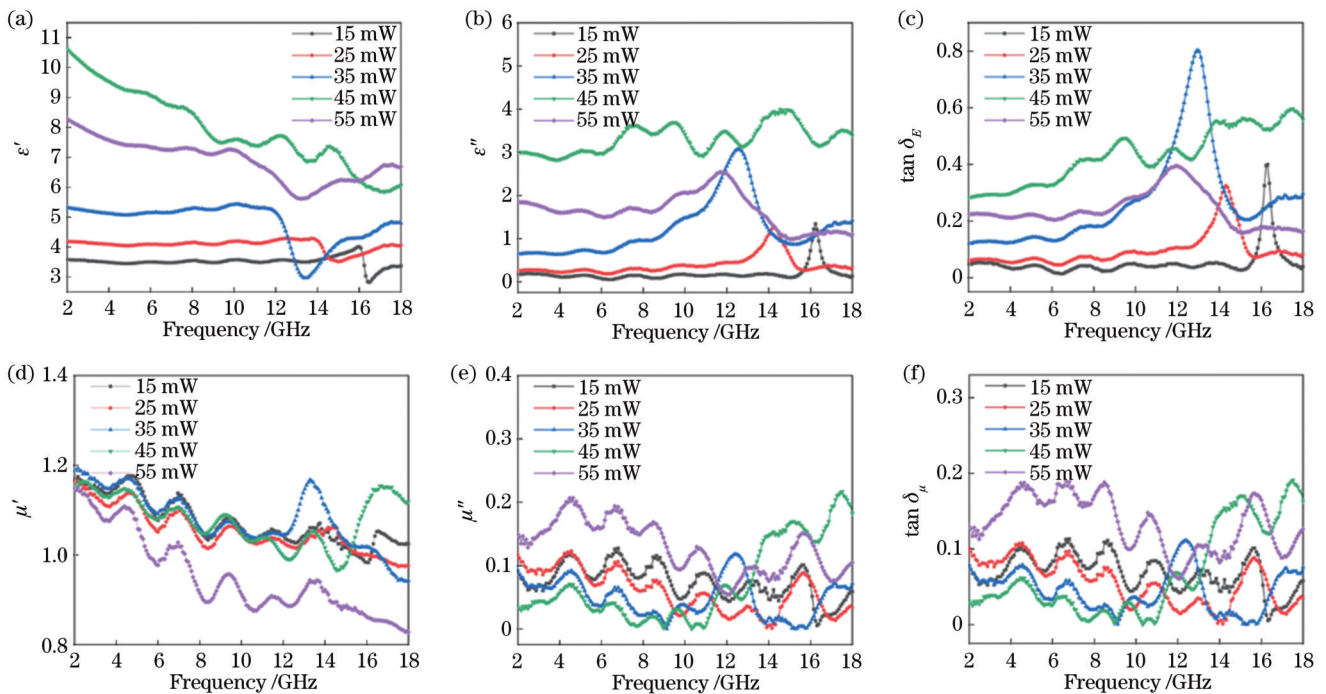 (a)
11
10
9
8
7
6
5
4
3
ε′
15 mW
25 mW
35 mW
45 mW
55 mW
2 4 6 8 10 12 14 16 18
Frequency /GHz
(b)
6
5
4
3
2
1
0
ε″
15 mW
25 mW
35 mW
45 mW
55 mW
2 4 6 8 10 12 14 16 18
Frequency /GHz
(c)
0.8
0.6
0.4
0.2
0
tan δE
15 mW
25 mW
35 mW
45 mW
55 mW
2 4 6 8 10 12 14 16 18
Frequency /GHz
(d)
1.4
1.2
1.0
0.8
μ′
15 mW
25 mW
35 mW
45 mW
55 mW
2 4 6 8 10 12 14 16 18
Frequency /GHz
(e)
0.4
0.3
0.2
0.1
0
μ″
15 mW
25 mW
35 mW
45 mW
55 mW
2 4 6 8 10 12 14 16 18
Frequency /GHz
(f)
0.3
0.2
0.1
0
tan δμ
15 mW
25 mW
35 mW
45 mW
55 mW
2 4 6 8 10 12 14 16 18
Frequency /GHz